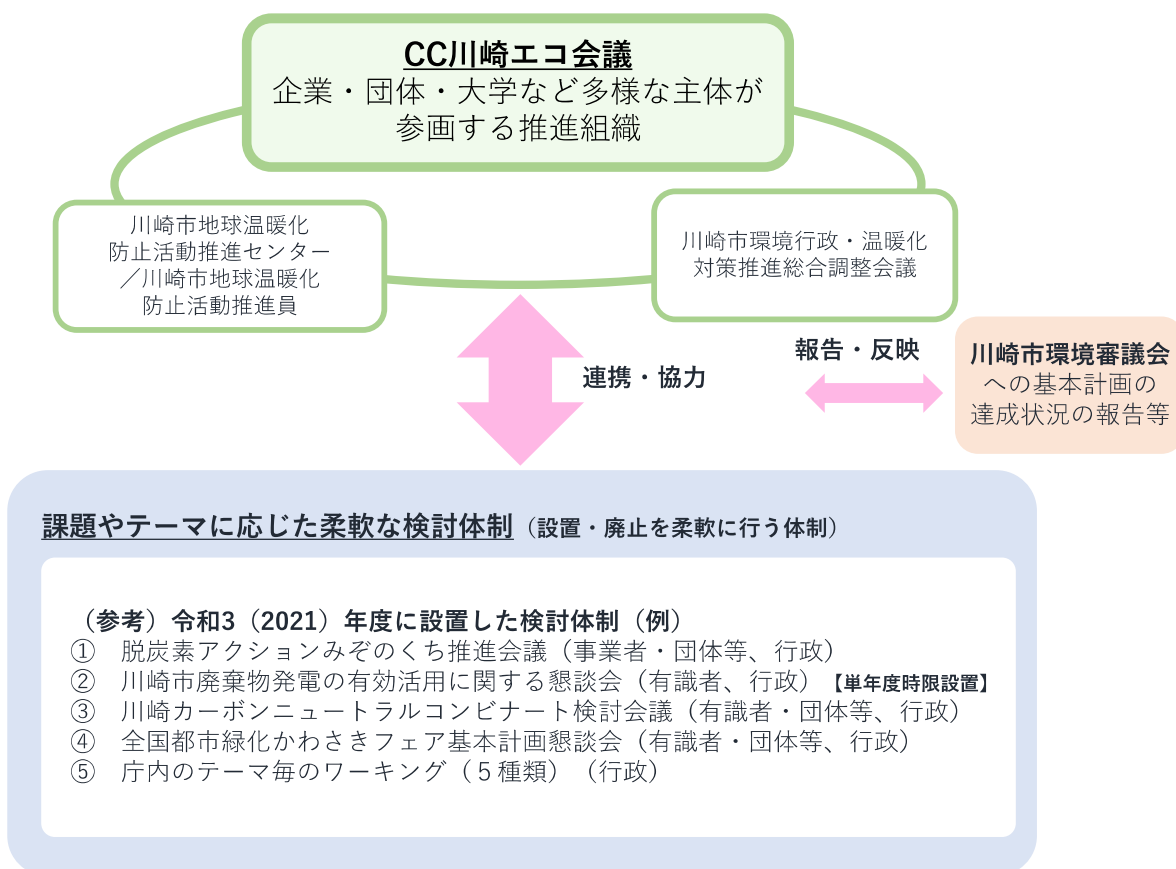 CC川崎エコ会議
企業・団体・大学など多様な主体が
参画する推進組織
川崎市地球温暖化
防止活動推進センター
／川崎市地球温暖化
防止活動推進員
川崎市環境行政・温暖化
対策推進総合調整会議
連携・協力
報告・反映
川崎市環境審議会
への基本計画の
達成状況の報告等
課題やテーマに応じた柔軟な検討体制（設置・廃止を柔軟に行う体制）
（参考）令和3（2021）年度に設置した検討体制（例）
①　脱炭素アクションみぞのくち推進会議（事業者・団体等、行政）
②　川崎市廃棄物発電の有効活用に関する懇談会（有識者、行政）【単年度時限設置】
③　川崎カーボンニュートラルコンビナート検討会議（有識者・団体等、行政）
④　全国都市緑化かわさきフェア基本計画懇談会（有識者・団体等、行政）
⑤　庁内のテーマ毎のワーキング（５種類）（行政）